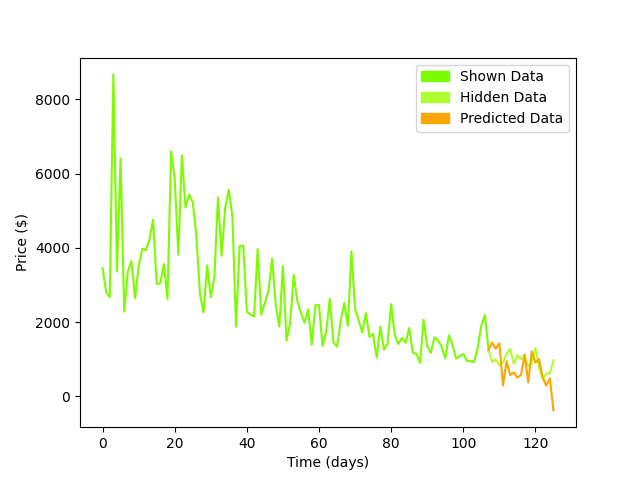 Shown Data
Hidden Data
Predicted Data
8000
6000
4000
2000
0
Price ($)
0 20 40 60 80 100 120
Time (days)